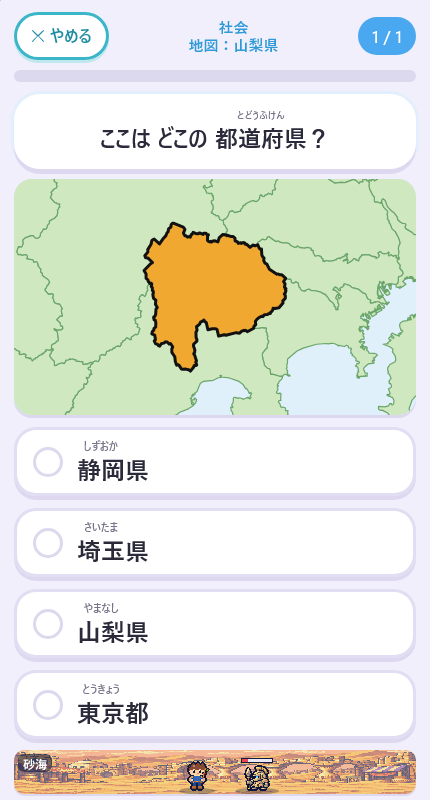 × やめる
社会
地図：山梨県
1 / 1
とどうふけん
ここは どこの 都道府県？
しずおか
静岡県
さいたま
埼玉県
やまなし
山梨県
とうきょう
東京都
砂海